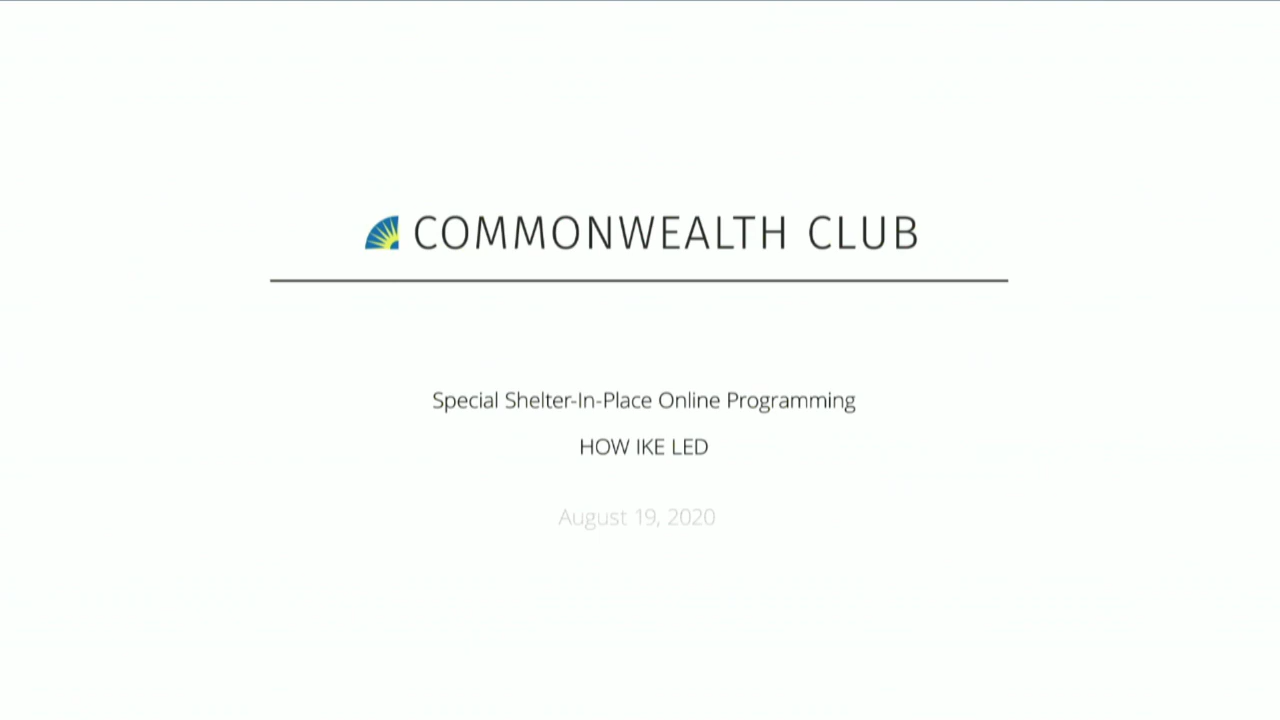 COMMONWEALTH CLUB
Special Shelter-In-Place Online Programming
HOW IKE LED
August 19, 2020